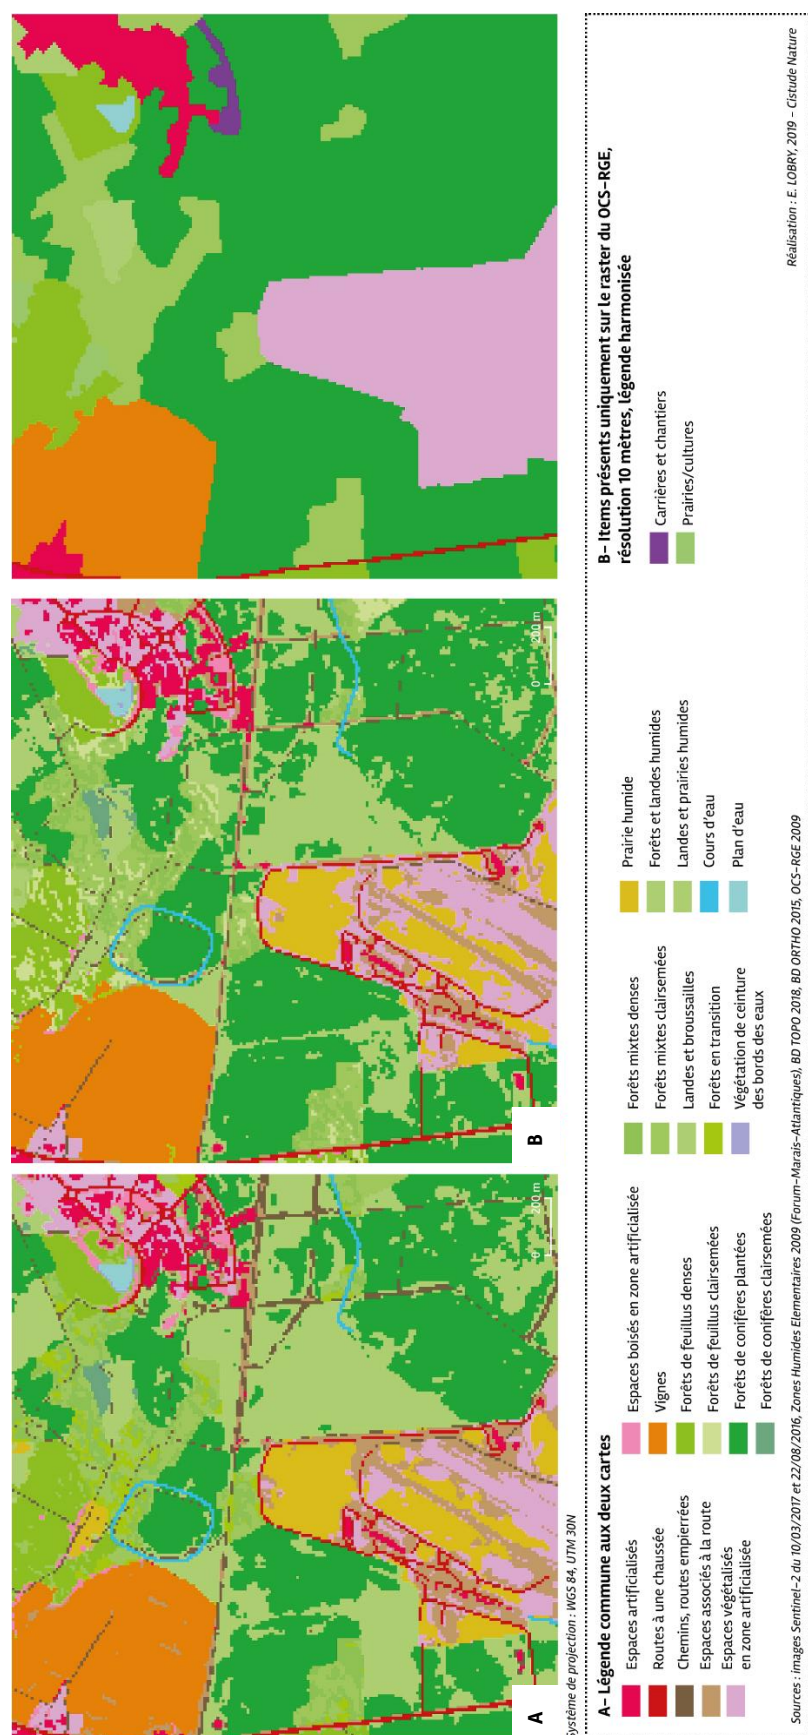 A
0 200 m
B
0 200 m
Système de projection : WGS 84, UTM 30N
A– Légende commune aux deux cartes
Espaces artificialisés
Routes à une chaussée
Chemins, routes empierrées
Espaces associés à la route
Espaces végétalisés
en zone artificialisée
Espaces boisés en zone artificialisée
Vignes
Forêts de feuillus denses
Forêts de feuillus clairsemées
Forêts de conifères plantées
Forêts de conifères clairsemées
Forêts mixtes denses
Forêts mixtes clairsemées
Landes et broussailles
Forêts en transition
Végétation de ceinture
des bords des eaux
Prairie humide
Forêts et landes humides
Landes et prairies humides
Cours d'eau
Plan d'eau
B– Items présents uniquement sur le raster du OCS–RGE,
résolution 10 mètres, légende harmonisée
Carrières et chantiers
Prairies/cultures
Sources : images Sentinel–2 du 10/03/2017 et 22/08/2016, Zones Humides Elementaires 2009 (Forum–Marais–Atlantiques), BD TOPO 2018, BD ORTHO 2015, OCS–RGE 2009
Réalisation : E. LOBRY, 2019 – Cistude Nature